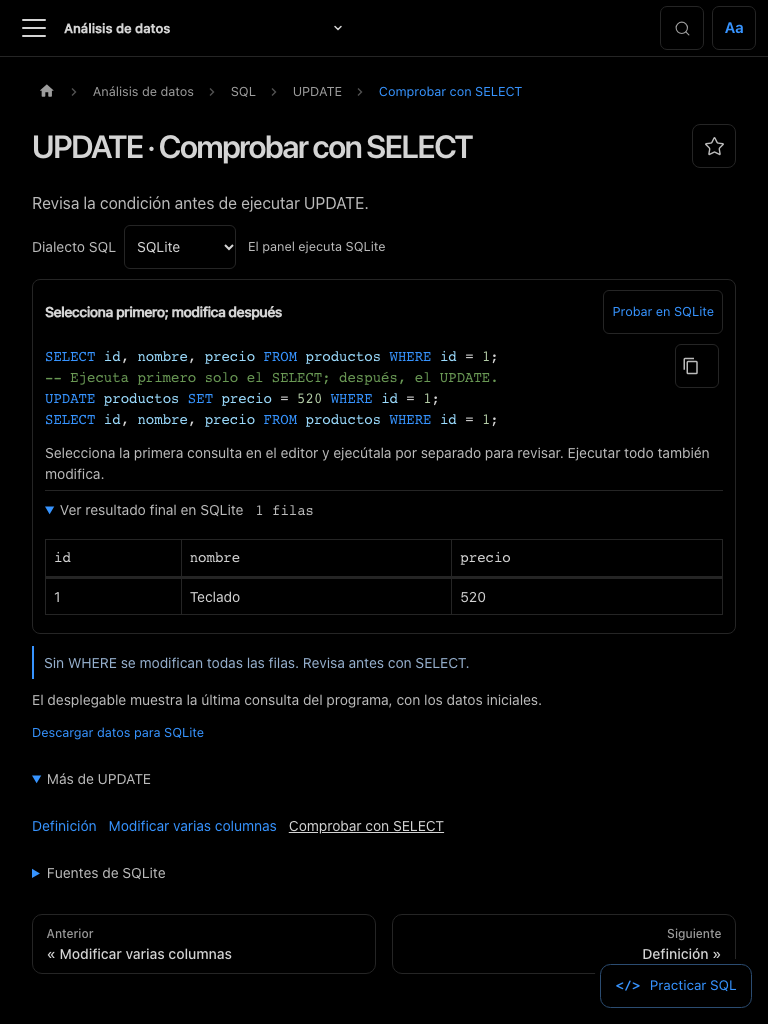 Análisis de datos
Aa
Análisis de datos > SQL > UPDATE > Comprobar con SELECT
UPDATE · Comprobar con SELECT
Revisa la condición antes de ejecutar UPDATE.
Dialecto SQL SQLite El panel ejecuta SQLite
Selecciona primero; modifica después
Probar en SQLite
SELECT id, nombre, precio FROM productos WHERE id = 1;
-- Ejecuta primero solo el SELECT; después, el UPDATE.
UPDATE productos SET precio = 520 WHERE id = 1;
SELECT id, nombre, precio FROM productos WHERE id = 1;
Selecciona la primera consulta en el editor y ejecútala por separado para revisar. Ejecutar todo también
modifica.
Ver resultado final en SQLite 1 filas
id nombre precio
1 Teclado 520
Sin WHERE se modifican todas las filas. Revisa antes con SELECT.
El desplegable muestra la última consulta del programa, con los datos iniciales.
Descargar datos para SQLite
Más de UPDATE
Definición Modificar varias columnas Comprobar con SELECT
Fuentes de SQLite
Anterior
« Modificar varias columnas
Siguiente
Definición »
</> Practicar SQL